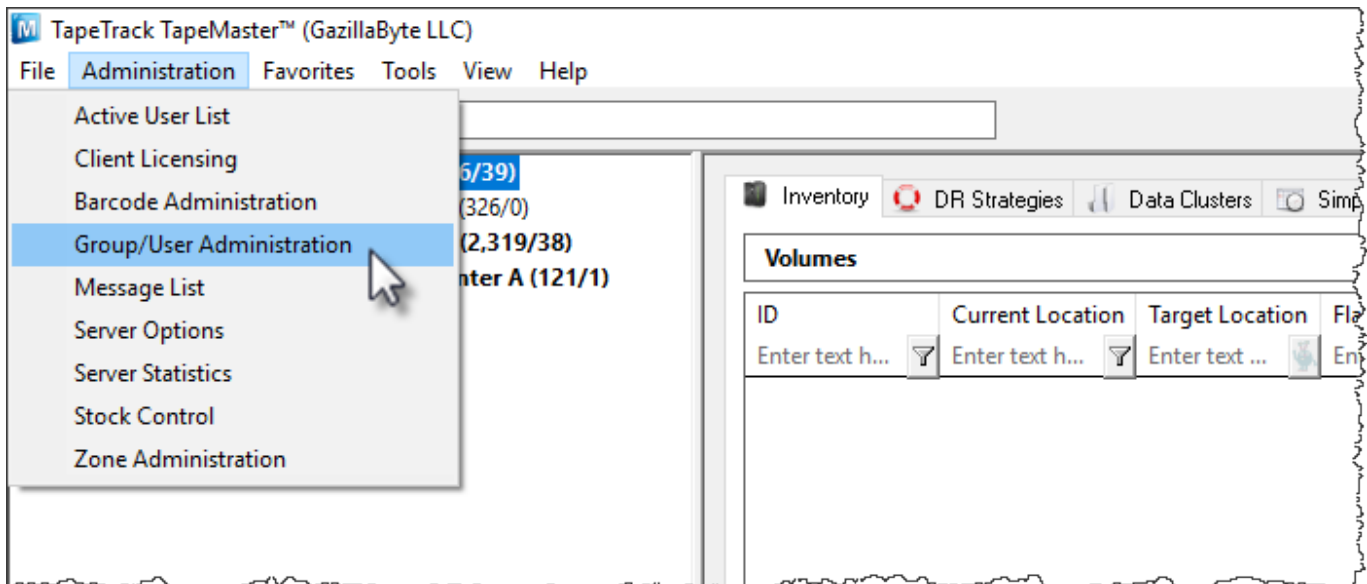 TapeTrack TapeMaster™ (GazillaByte LLC)
File Administration Favorites Tools View Help
Active User List
Client Licensing
Barcode Administration
Group/User Administration
Message List
Server Options
Server Statistics
Stock Control
Zone Administration
6/39)
(326/0)
(2,319/38)
nter A (121/1)
Inventory DR Strategies Data Clusters Simp
Volumes
ID Current Location Target Location Fla
Enter text h... Enter text h... Enter text ... En